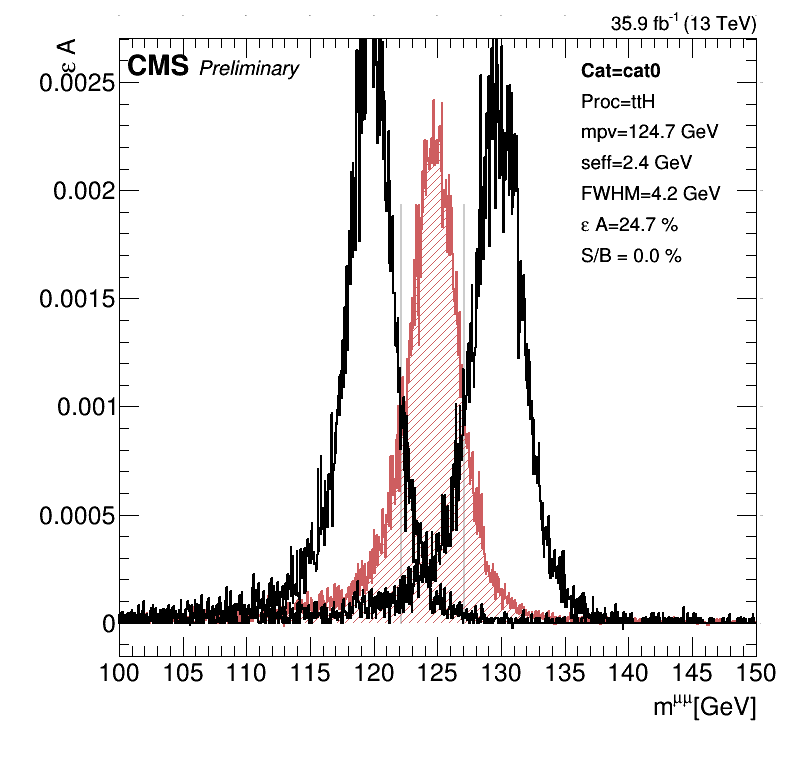 35.9 fb⁻¹ (13 TeV)
ε A
CMS Preliminary
Cat=cat0
Proc=ttH
mpv=124.7 GeV
seff=2.4 GeV
FWHM=4.2 GeV
ε A=24.7 %
S/B = 0.0 %
0.0025
0.002
0.0015
0.001
0.0005
0
100 105 110 115 120 125 130 135 140 145 150
m^μμ[GeV]